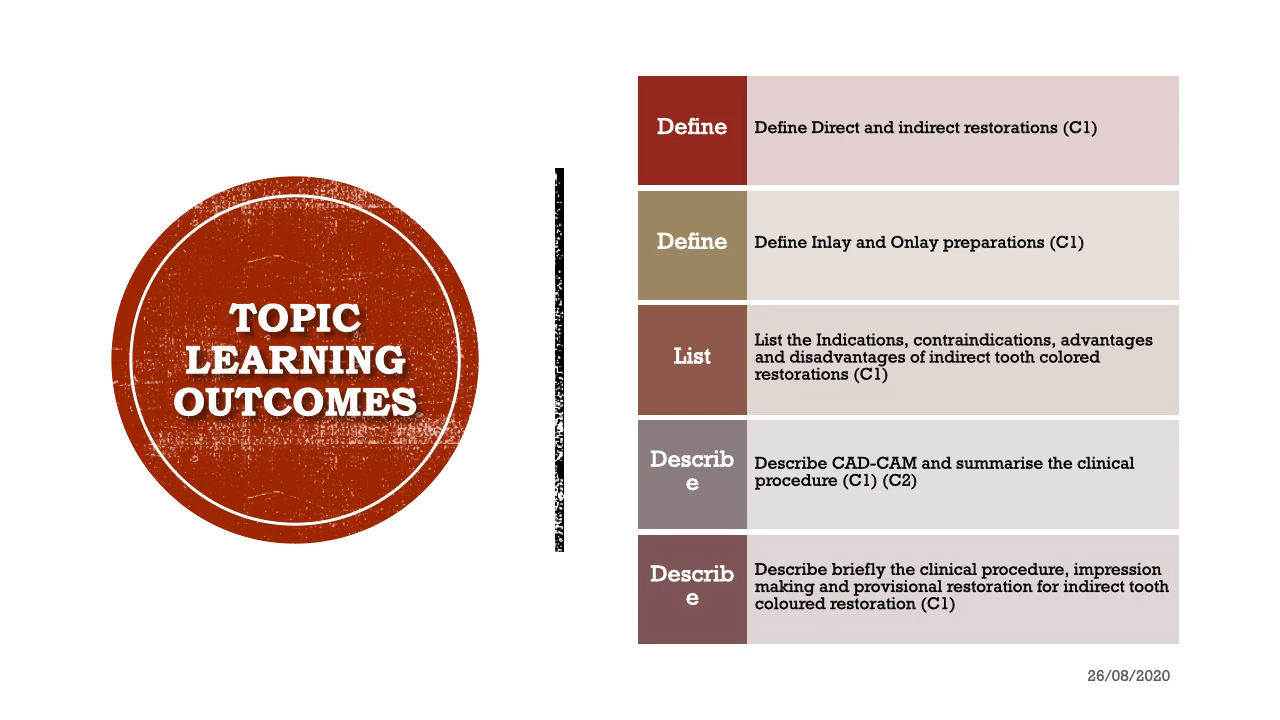 TOPIC
LEARNING
OUTCOMES
Define
Define Direct and indirect restorations (C1)
Define
Define Inlay and Onlay preparations (C1)
List
List the Indications, contraindications, advantages
and disadvantages of indirect tooth colored
restorations (C1)
Describ
e
Describe CAD-CAM and summarise the clinical
procedure (C1) (C2)
Describ
e
Describe briefly the clinical procedure, impression
making and provisional restoration for indirect tooth
coloured restoration (C1)
26/08/2020